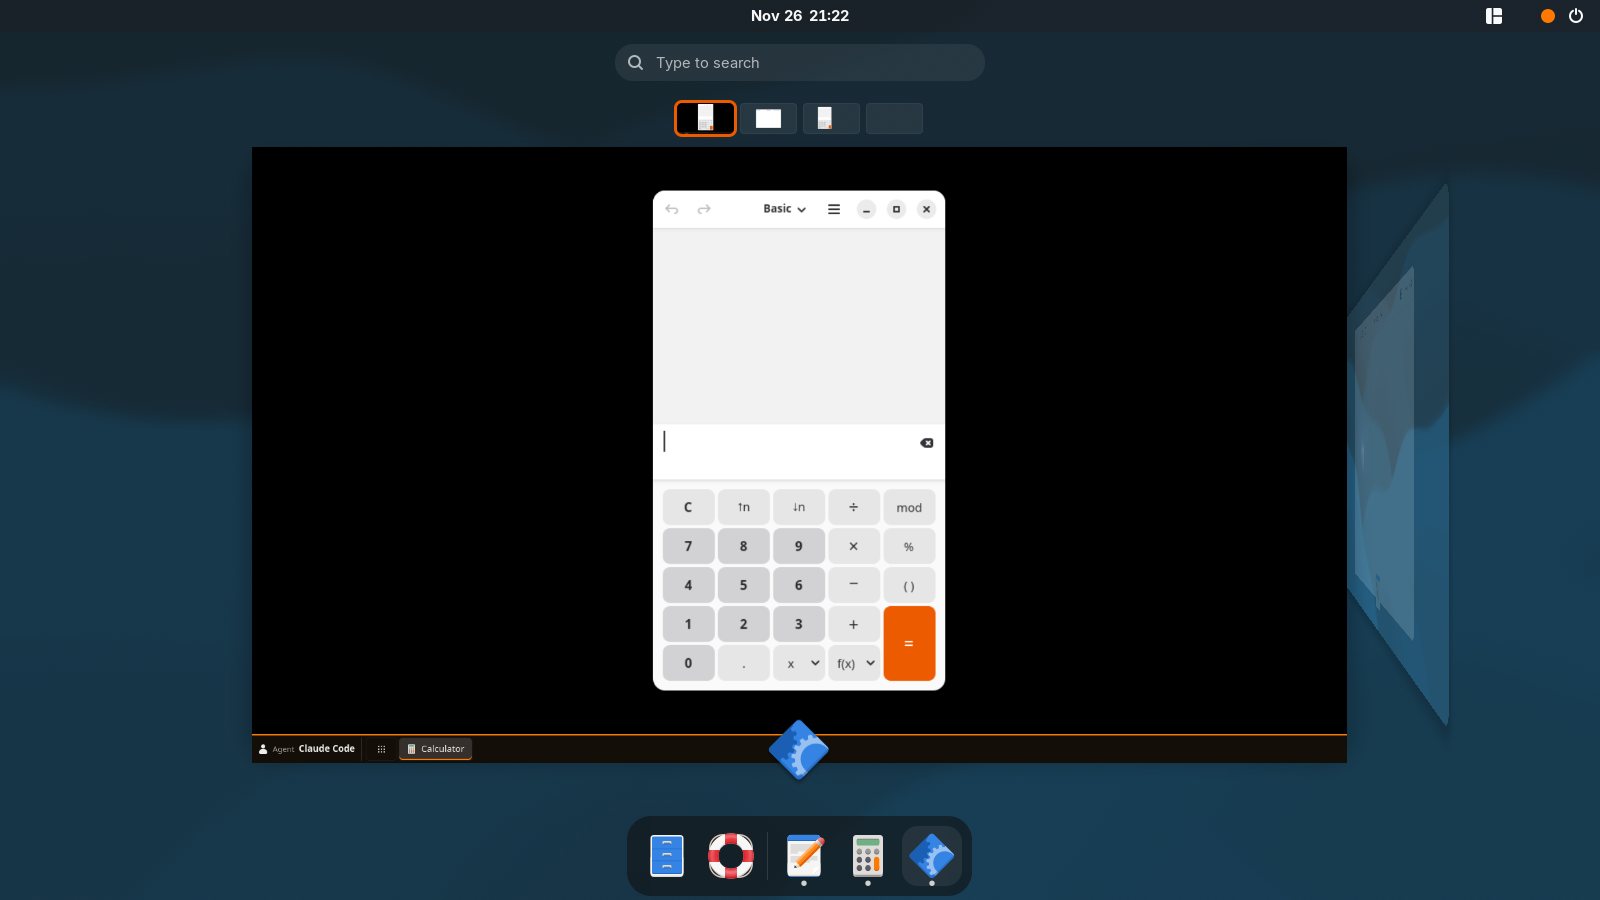 Nov 26 21:22
Type to search
Basic
C ↑n ↓n ÷ mod
7 8 9 × %
4 5 6 − ( )
1 2 3 + =
0 . x f(x)
Agent Claude Code Calculator